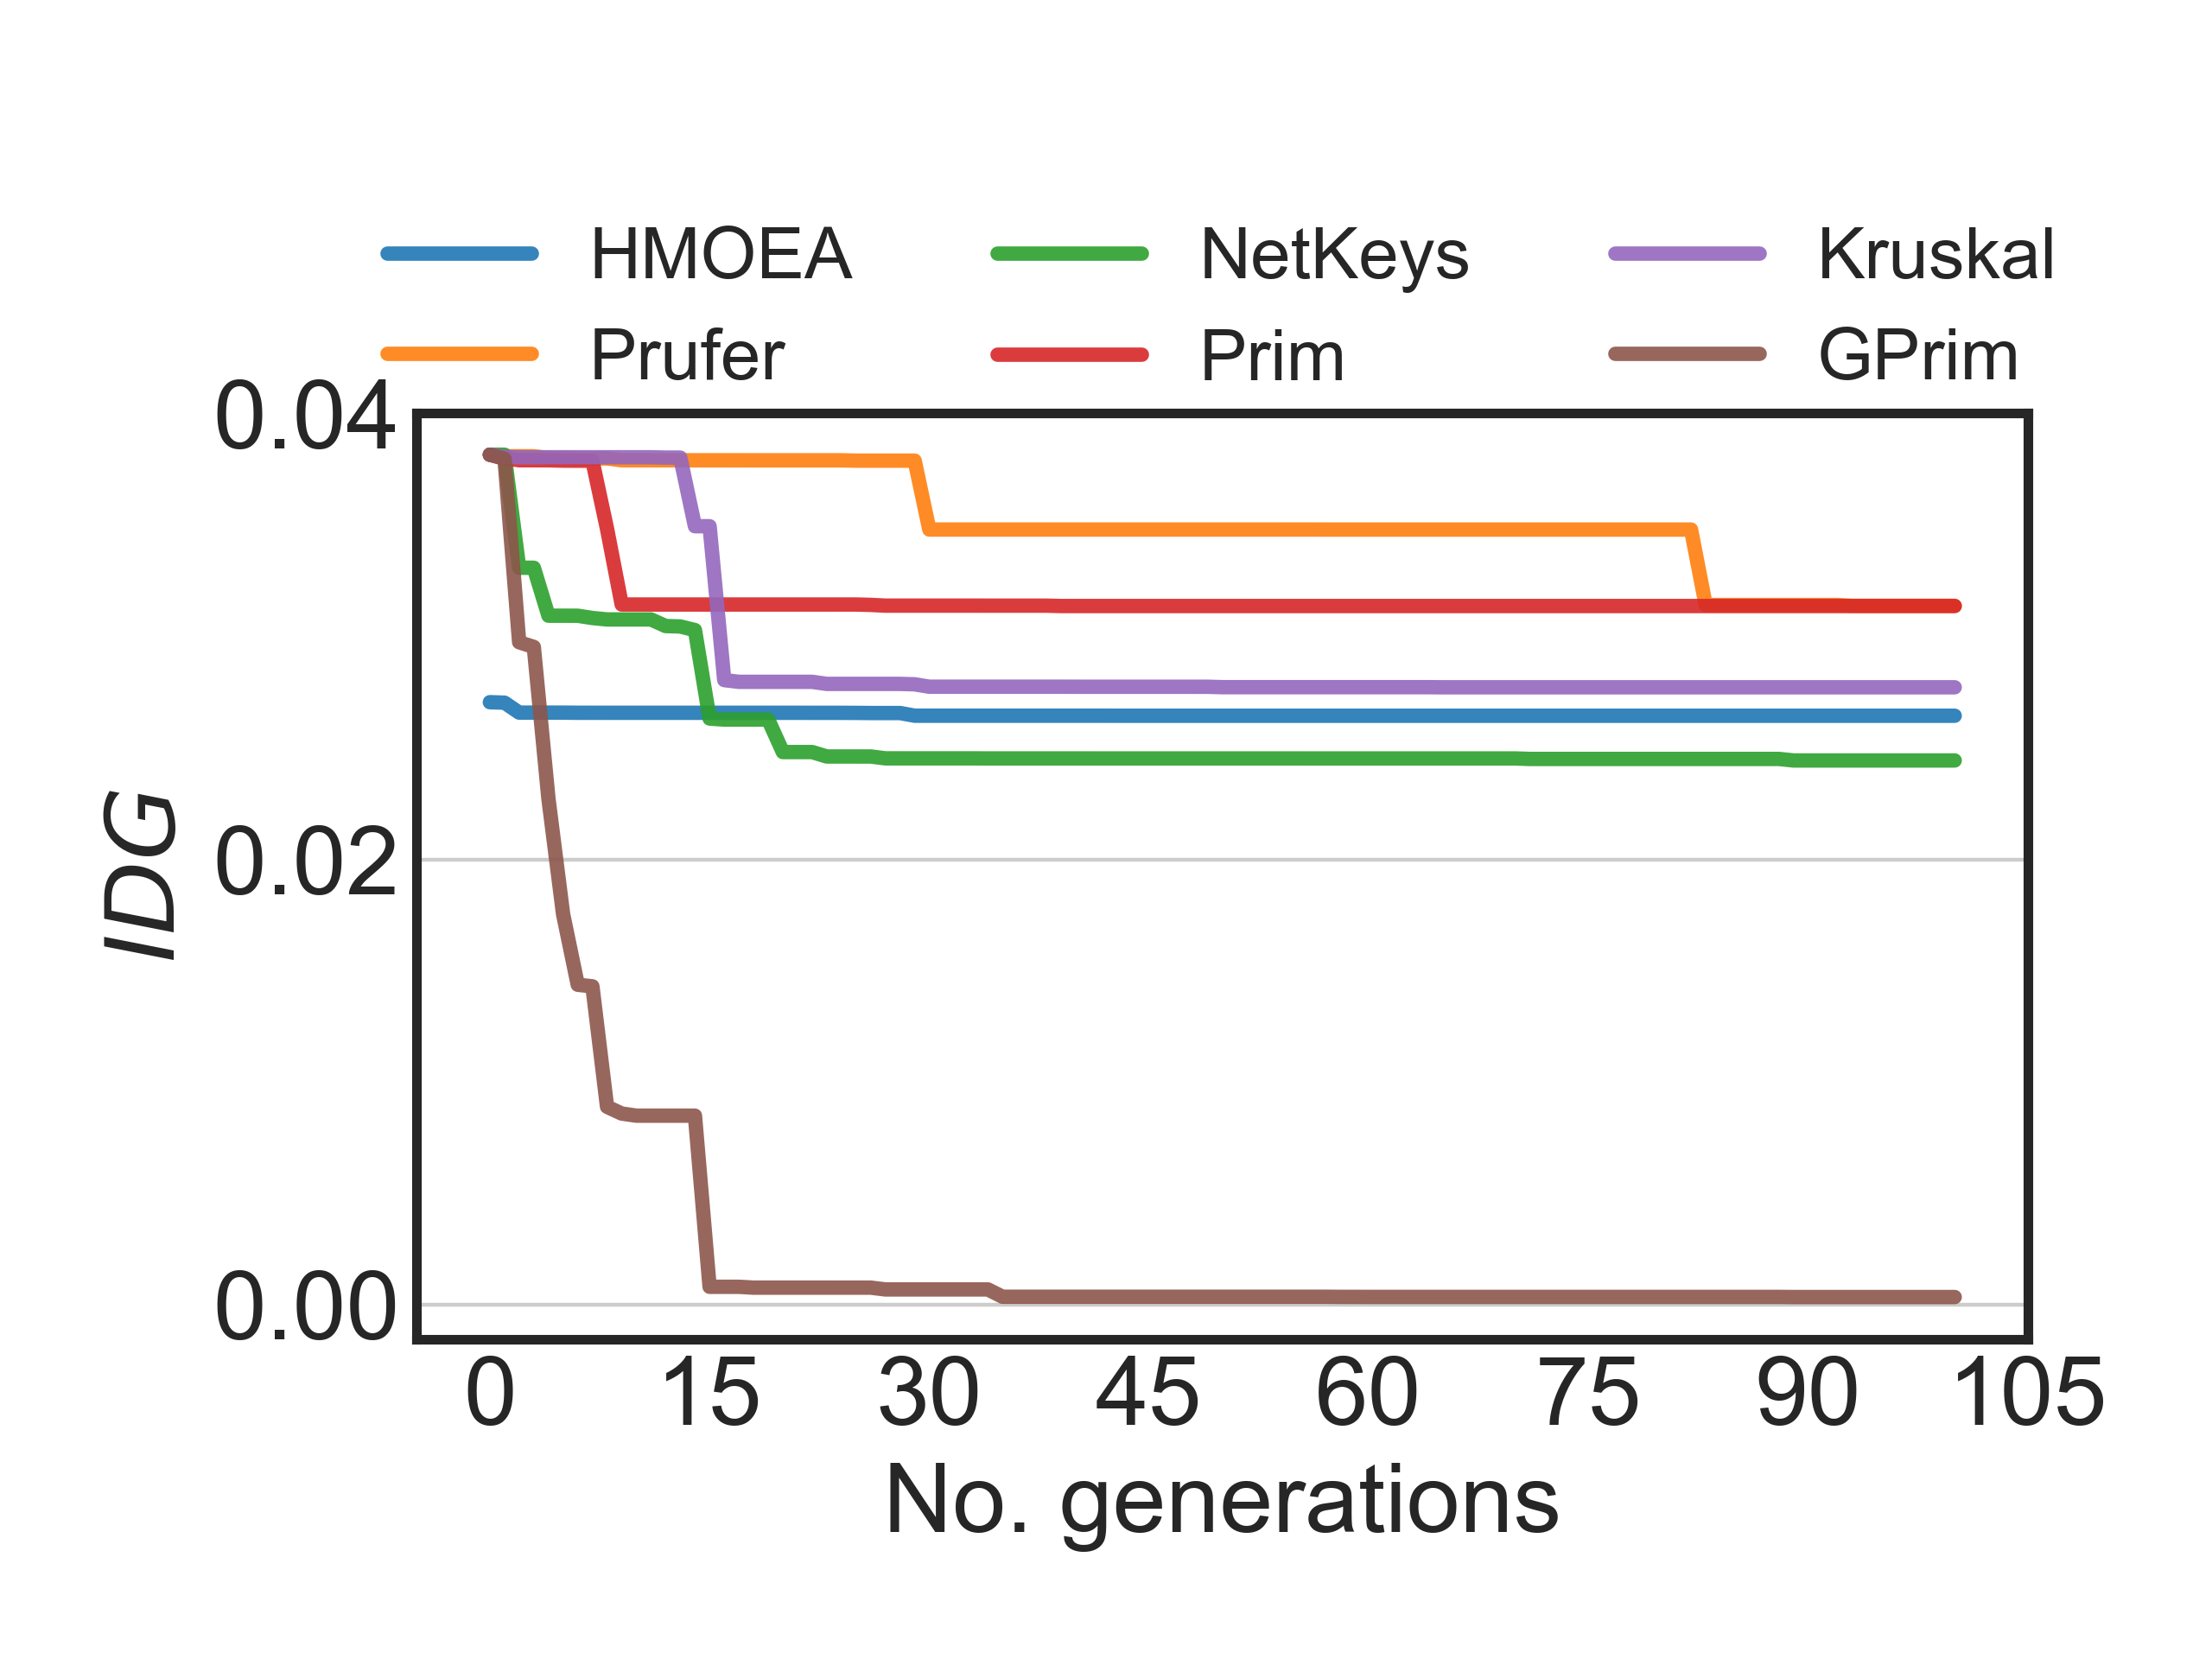 HMOEA NetKeys Kruskal
Prufer Prim GPrim
0.04
0.02
0.00
IDG
0 15 30 45 60 75 90 105
No. generations